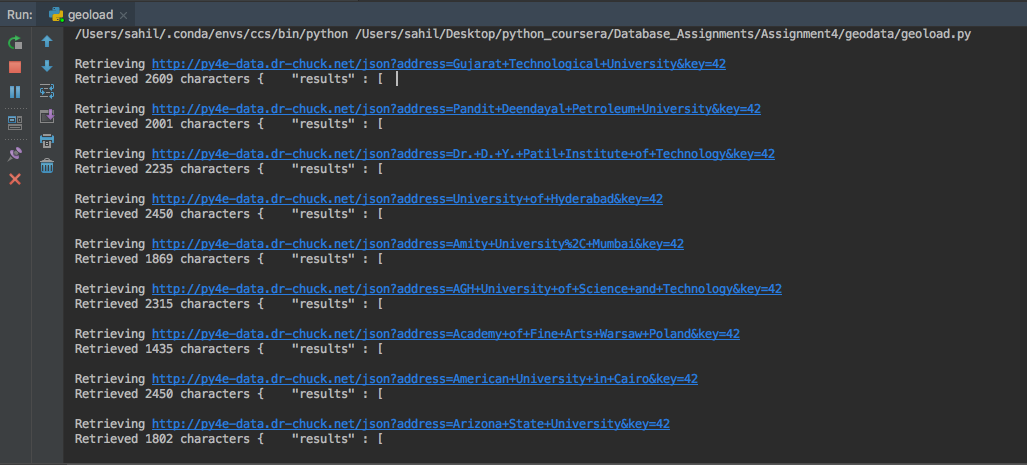 Run: geoload
/Users/sahil/.conda/envs/ccs/bin/python /Users/sahil/Desktop/python_coursera/Database_Assignments/Assignment4/geodata/geoload.py
Retrieving http://py4e-data.dr-chuck.net/json?address=Gujarat+Technological+University&key=42
Retrieved 2609 characters {    "results" : [
Retrieving http://py4e-data.dr-chuck.net/json?address=Pandit+Deendayal+Petroleum+University&key=42
Retrieved 2001 characters {    "results" : [
Retrieving http://py4e-data.dr-chuck.net/json?address=Dr.+D.+Y.+Patil+Institute+of+Technology&key=42
Retrieved 2235 characters {    "results" : [
Retrieving http://py4e-data.dr-chuck.net/json?address=University+of+Hyderabad&key=42
Retrieved 2450 characters {    "results" : [
Retrieving http://py4e-data.dr-chuck.net/json?address=Amity+University%2C+Mumbai&key=42
Retrieved 1869 characters {    "results" : [
Retrieving http://py4e-data.dr-chuck.net/json?address=AGH+University+of+Science+and+Technology&key=42
Retrieved 2315 characters {    "results" : [
Retrieving http://py4e-data.dr-chuck.net/json?address=Academy+of+Fine+Arts+Warsaw+Poland&key=42
Retrieved 1435 characters {    "results" : [
Retrieving http://py4e-data.dr-chuck.net/json?address=American+University+in+Cairo&key=42
Retrieved 2450 characters {    "results" : [
Retrieving http://py4e-data.dr-chuck.net/json?address=Arizona+State+University&key=42
Retrieved 1802 characters {    "results" : [